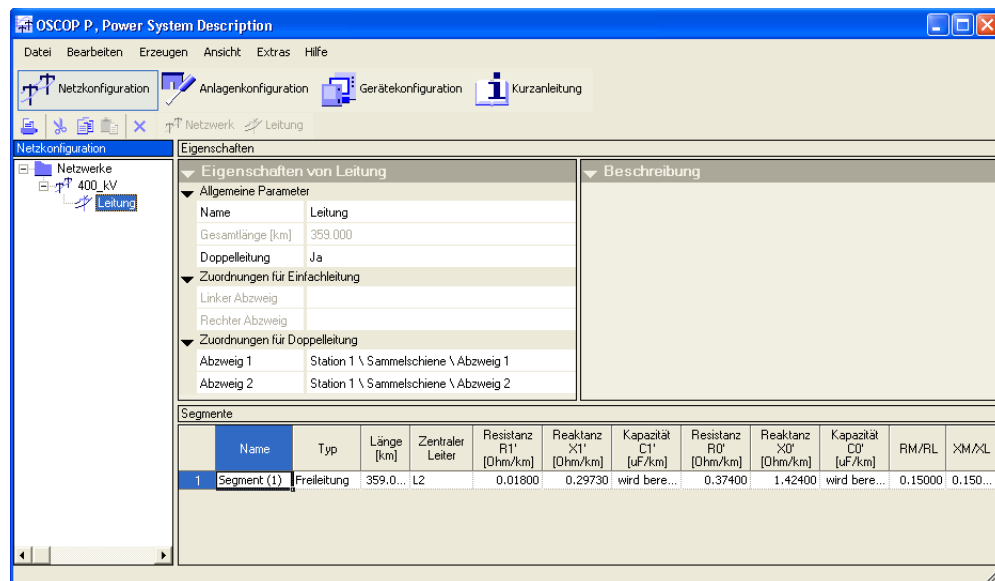 OSCOP P, Power System Description
Datei Bearbeiten Erzeugen Ansicht Extras Hilfe
Netzkonfiguration Anlagenkonfiguration Gerätekonfiguration Kurzanleitung
Netzwerk Leitung
Netzkonfiguration
Netzwerke
400_kV
Leitung
Eigenschaften
Eigenschaften von Leitung
Allgemeine Parameter
Name Leitung
Gesamtlänge [km] 359.000
Doppelleitung Ja
Zuordnungen für Einfachleitung
Linker Abzweig
Rechter Abzweig
Zuordnungen für Doppelleitung
Abzweig 1 Station 1 \ Sammelschiene \ Abzweig 1
Abzweig 2 Station 1 \ Sammelschiene \ Abzweig 2
Beschreibung
Segmente
Name Typ Länge [km] Zentraler Leiter Resistanz R1' [Ohm/km] Reaktanz X1' [Ohm/km] Kapazität C1' [uF/km] Resistanz R0' [Ohm/km] Reaktanz X0' [Ohm/km] Kapazität C0' [uF/km] RM/RL XM/XL
1 Segment (1) Freileitung 359.0... L2 0.01800 0.29730 wird bere... 0.37400 1.42400 wird bere... 0.15000 0.150...